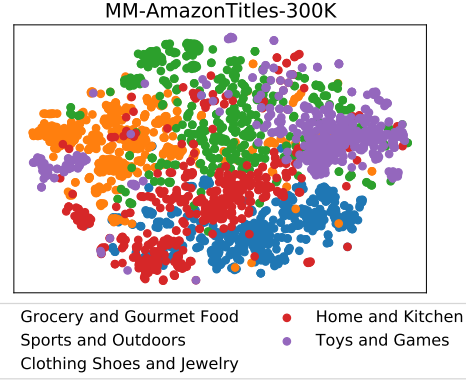 MM-AmazonTitles-300K
Grocery and Gourmet Food
Sports and Outdoors
Clothing Shoes and Jewelry
Home and Kitchen
Toys and Games